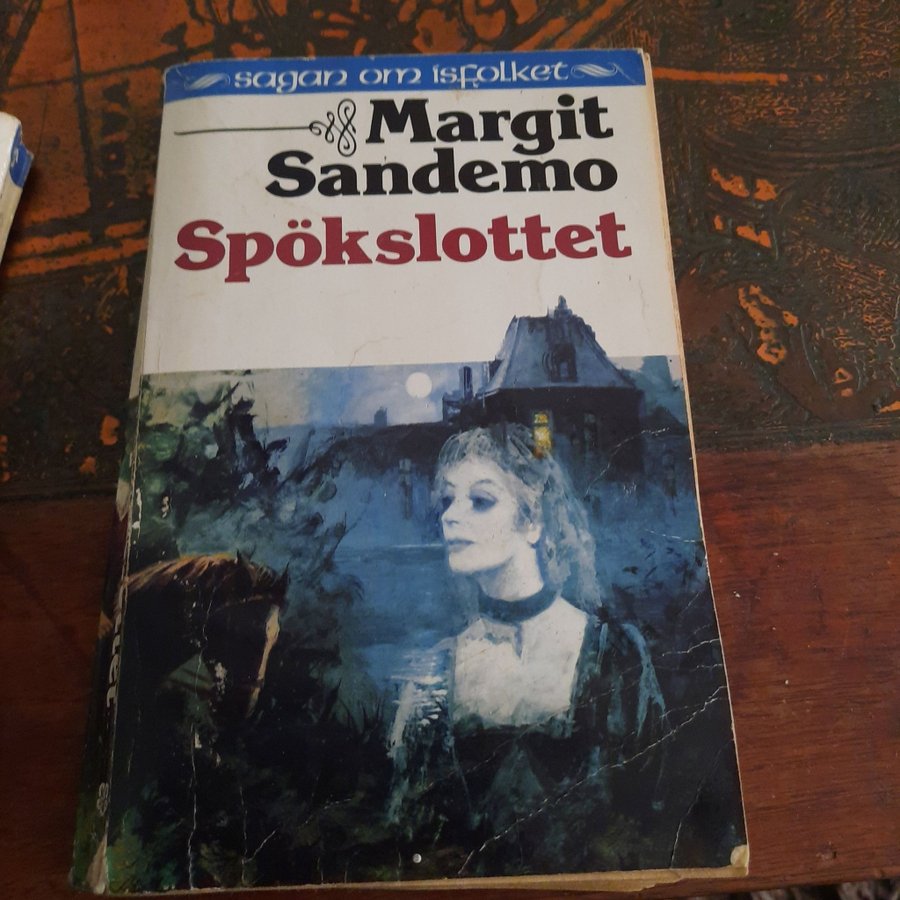 sagan om isfolket
Margit
Sandemo
Spökslottet